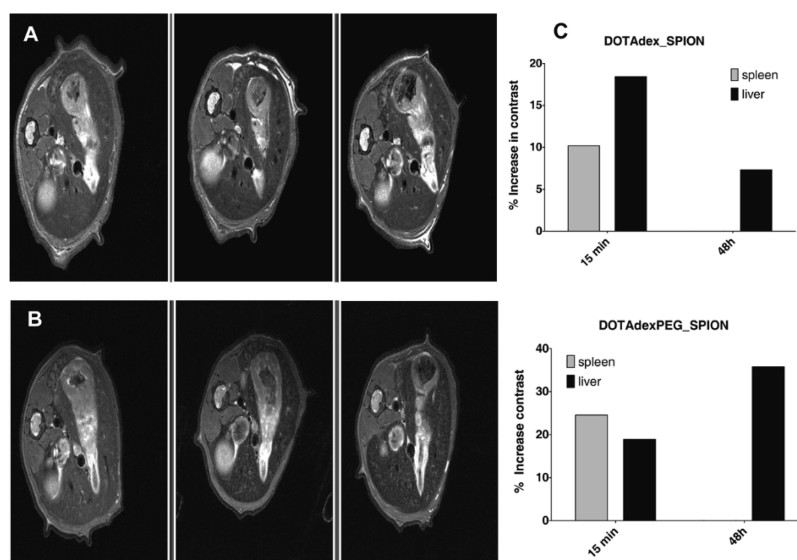 A
B
C
DOTAdex_SPION
% Increase in contrast
20
15
10
5
0
spleen
liver
15 min
48h
DOTAdexPEG_SPION
% Increase contrast
40
30
20
10
0
spleen
liver
15 min
48h